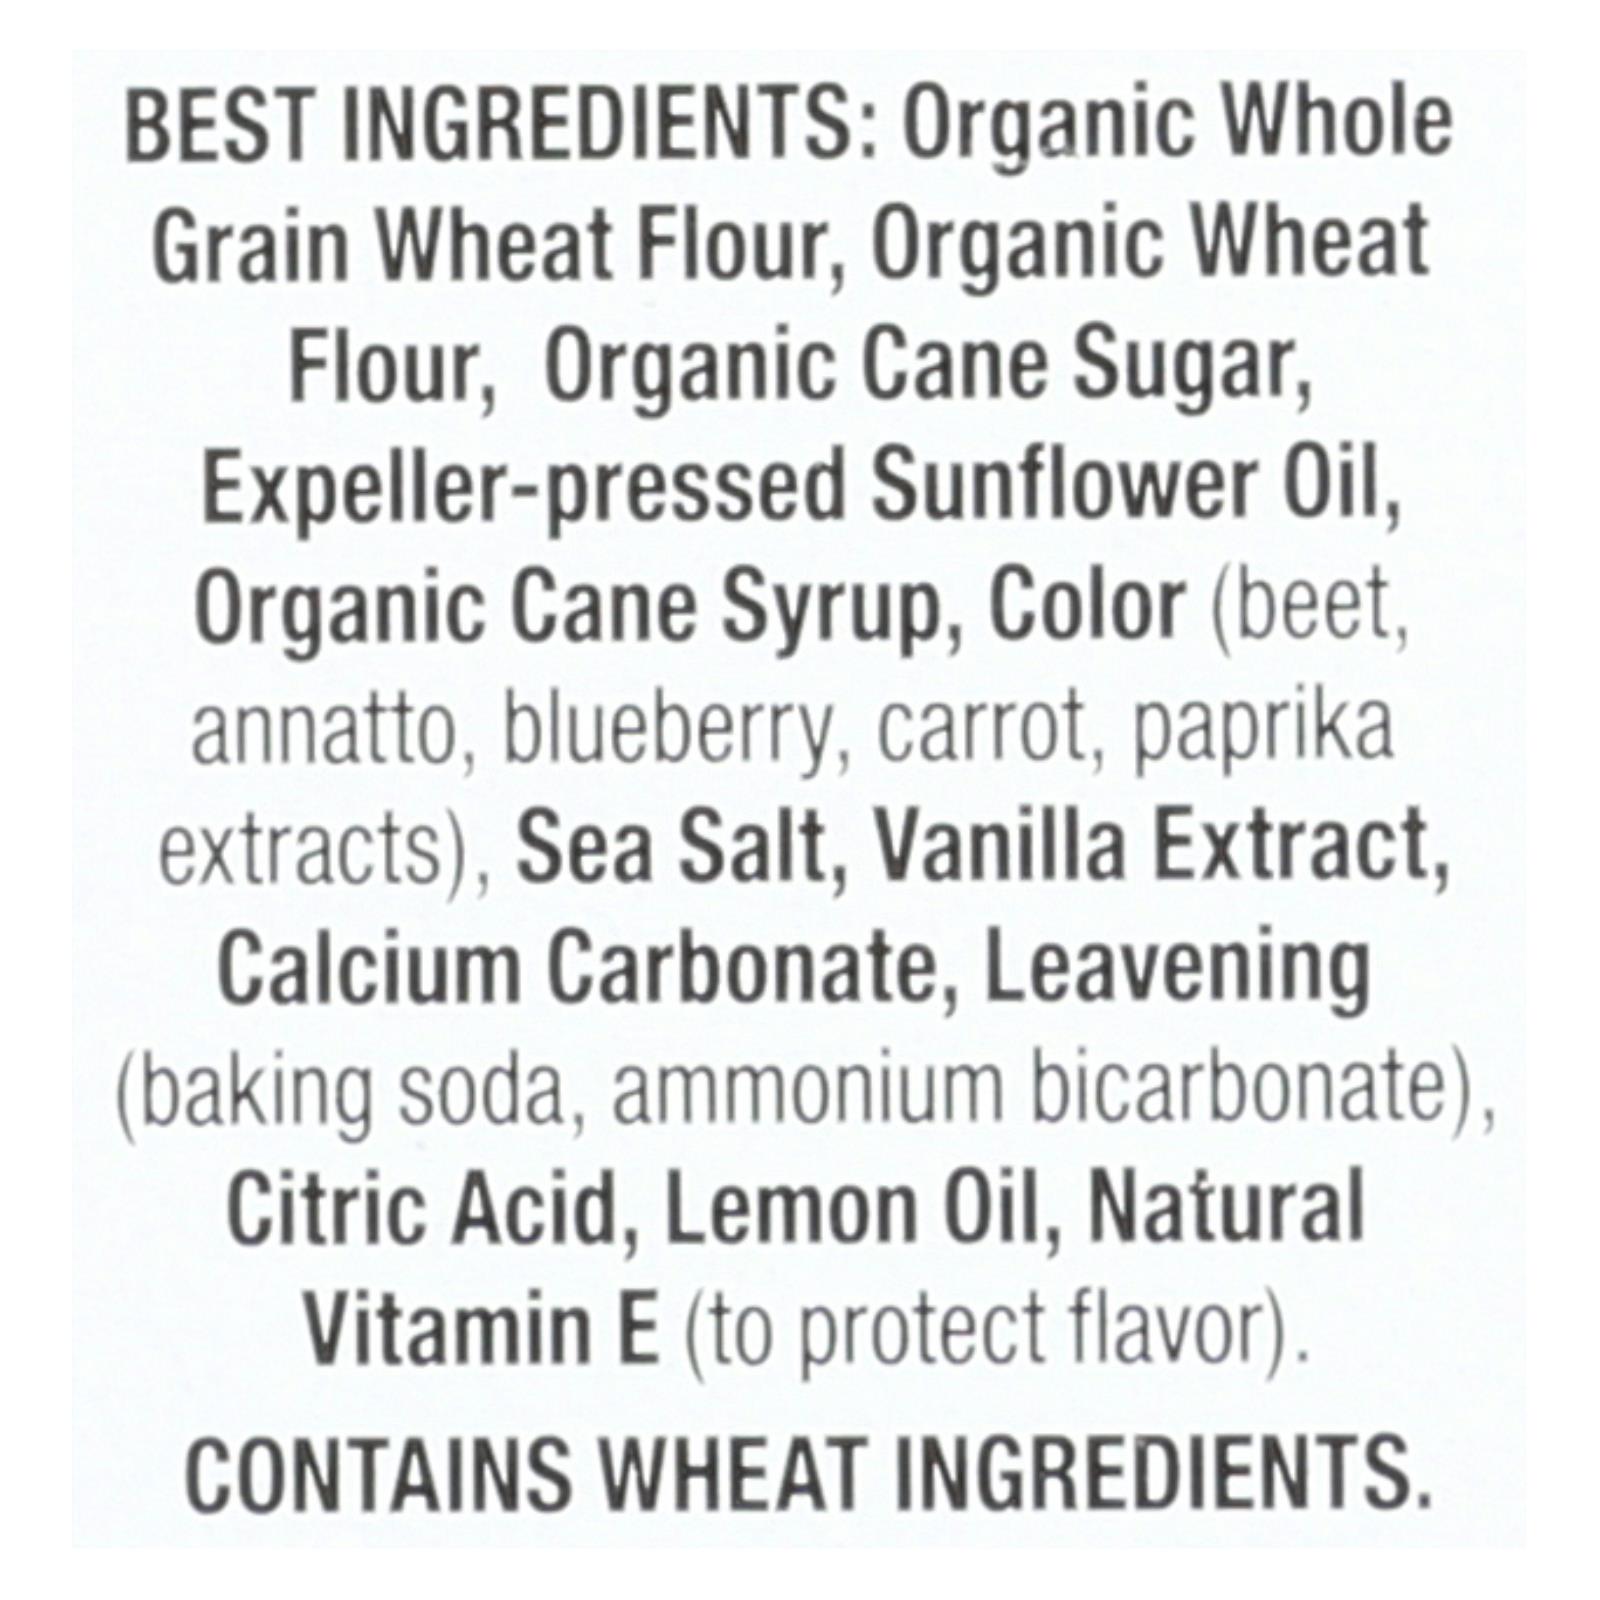 BEST INGREDIENTS: Organic Whole
Grain Wheat Flour, Organic Wheat
Flour, Organic Cane Sugar,
Expeller-pressed Sunflower Oil,
Organic Cane Syrup, Color (beet,
annatto, blueberry, carrot, paprika
extracts), Sea Salt, Vanilla Extract,
Calcium Carbonate, Leavening
(baking soda, ammonium bicarbonate),
Citric Acid, Lemon Oil, Natural
Vitamin E (to protect flavor).
CONTAINS WHEAT INGREDIENTS.